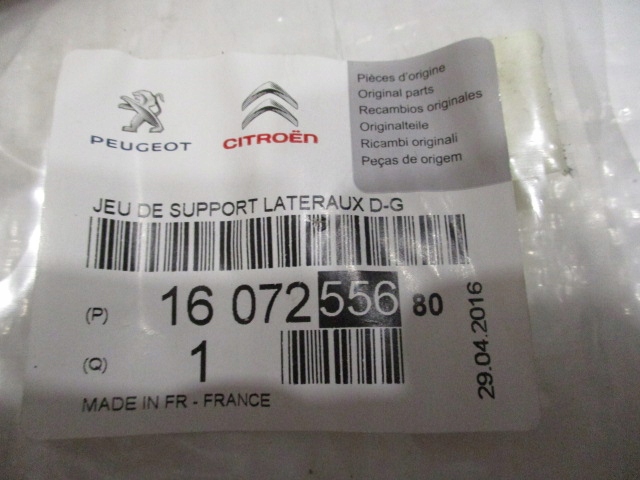 PEUGEOT
CITROËN
Pièces d'origine
Original parts
Recambios originales
Originalteile
Ricambi originali
Peças de origem
JEU DE SUPPORT LATERAUX D-G
(P) 16 072 556 80
(Q) 1
29.04.2016
MADE IN FR - FRANCE